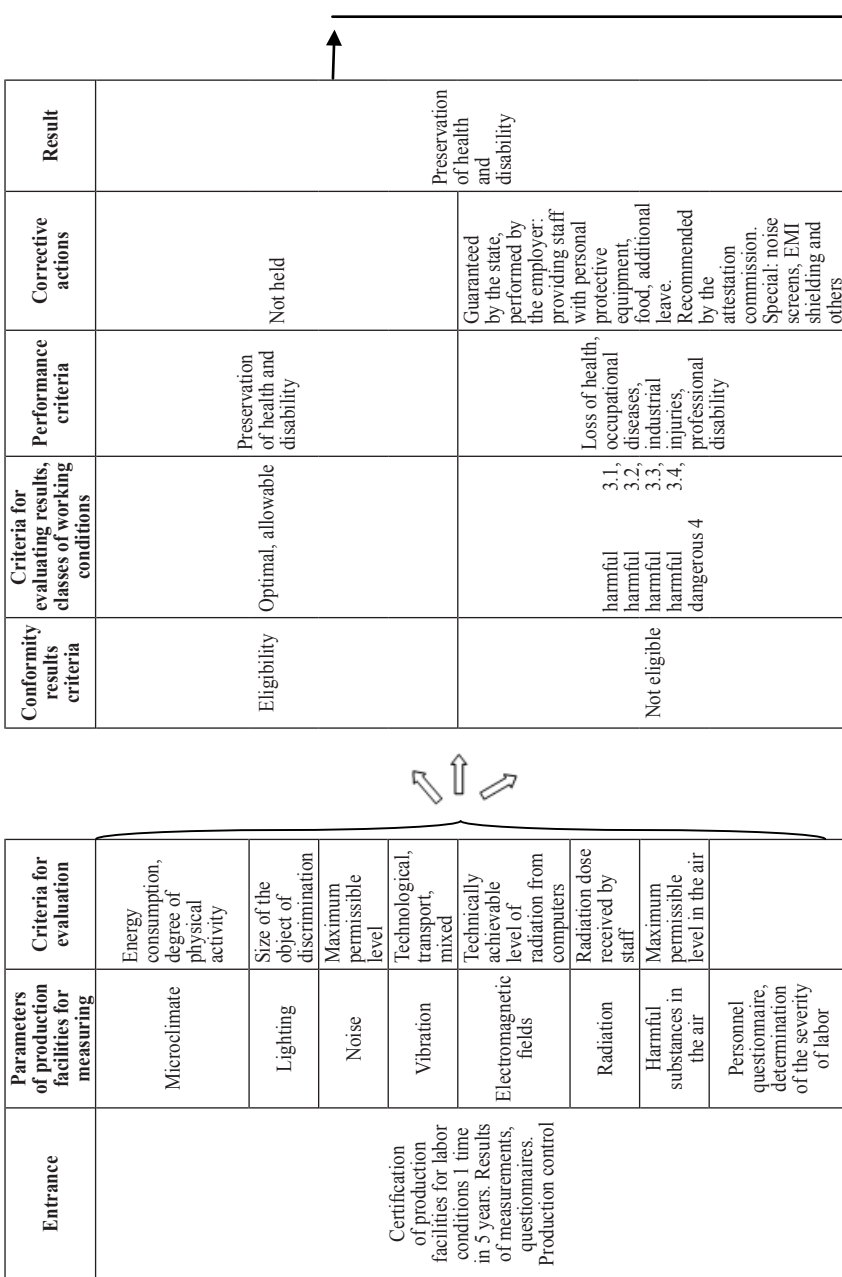 Entrance
Parameters
of production
facilities for
measuring
Criteria for
evaluation
Conformity
results
criteria
Criteria for
evaluating results,
classes of working
conditions
Performance
criteria
Corrective
actions
Result
Certification
of production
facilities for labor
conditions 1 time
in 5 years. Results
of measurements,
questionnaires.
Production control
Microclimate
Energy
consumption,
degree of
physical
activity
Lighting
Size of the
object of
discrimination
Noise
Maximum
permissible
level
Vibration
Technological,
transport,
mixed
Electromagnetic
fields
Technically
achievable
level of
radiation from
computers
Radiation
Radiation dose
received by
staff
Harmful
substances in
the air
Maximum
permissible
level in the air
Personnel
questionnaire,
determination
of the severity
of labor
Eligibility
Optimal, allowable
Preservation
of health and
disability
Not held
Preservation
of health
and
disability
Not eligible
harmful 3.1,
harmful 3.2,
harmful 3.3,
harmful 3.4,
dangerous 4
Loss of health,
occupational
diseases,
industrial
injuries,
professional
disability
Guaranteed
by the state,
performed by
the employer:
providing staff
with personal
protective
equipment,
food, additional
leave.
Recommended
by the
attestation
commission.
Special: noise
screens, EMI
shielding and
others